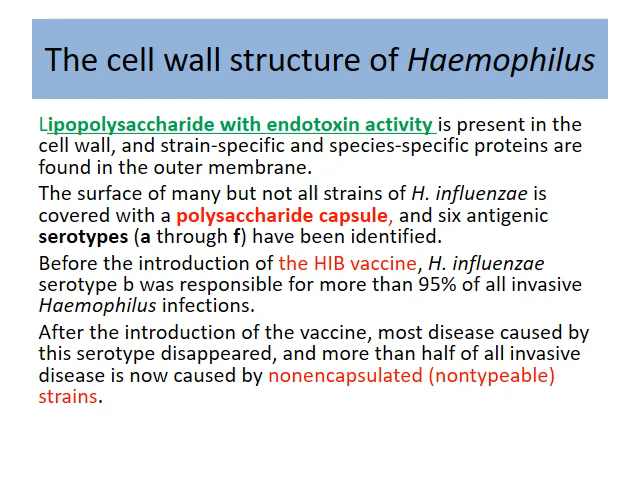 The cell wall structure of Haemophilus
Lipopolysaccharide with endotoxin activity is present in the
cell wall, and strain-specific and species-specific proteins are
found in the outer membrane.
The surface of many but not all strains of H. influenzae is
covered with a polysaccharide capsule, and six antigenic
serotypes (a through f) have been identified.
Before the introduction of the HIB vaccine, H. influenzae
serotype b was responsible for more than 95% of all invasive
Haemophilus infections.
After the introduction of the vaccine, most disease caused by
this serotype disappeared, and more than half of all invasive
disease is now caused by nonencapsulated (nontypeable)
strains.